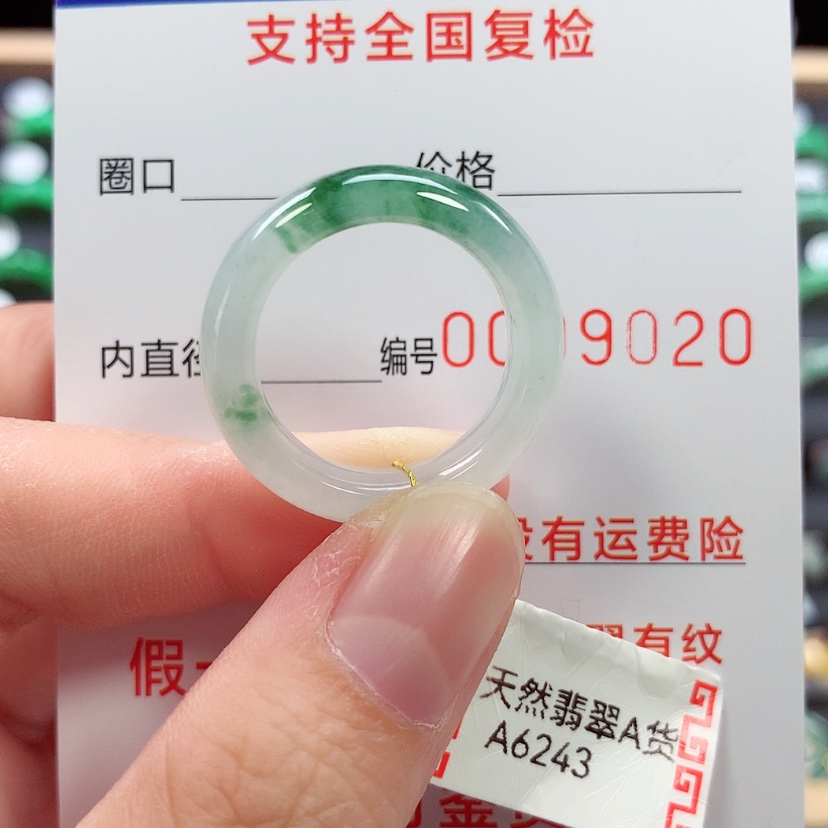 支持全国复检
圈口 价格
内直径 编号 00 9020
有运费险
假 有纹
天然翡翠A货
A6243